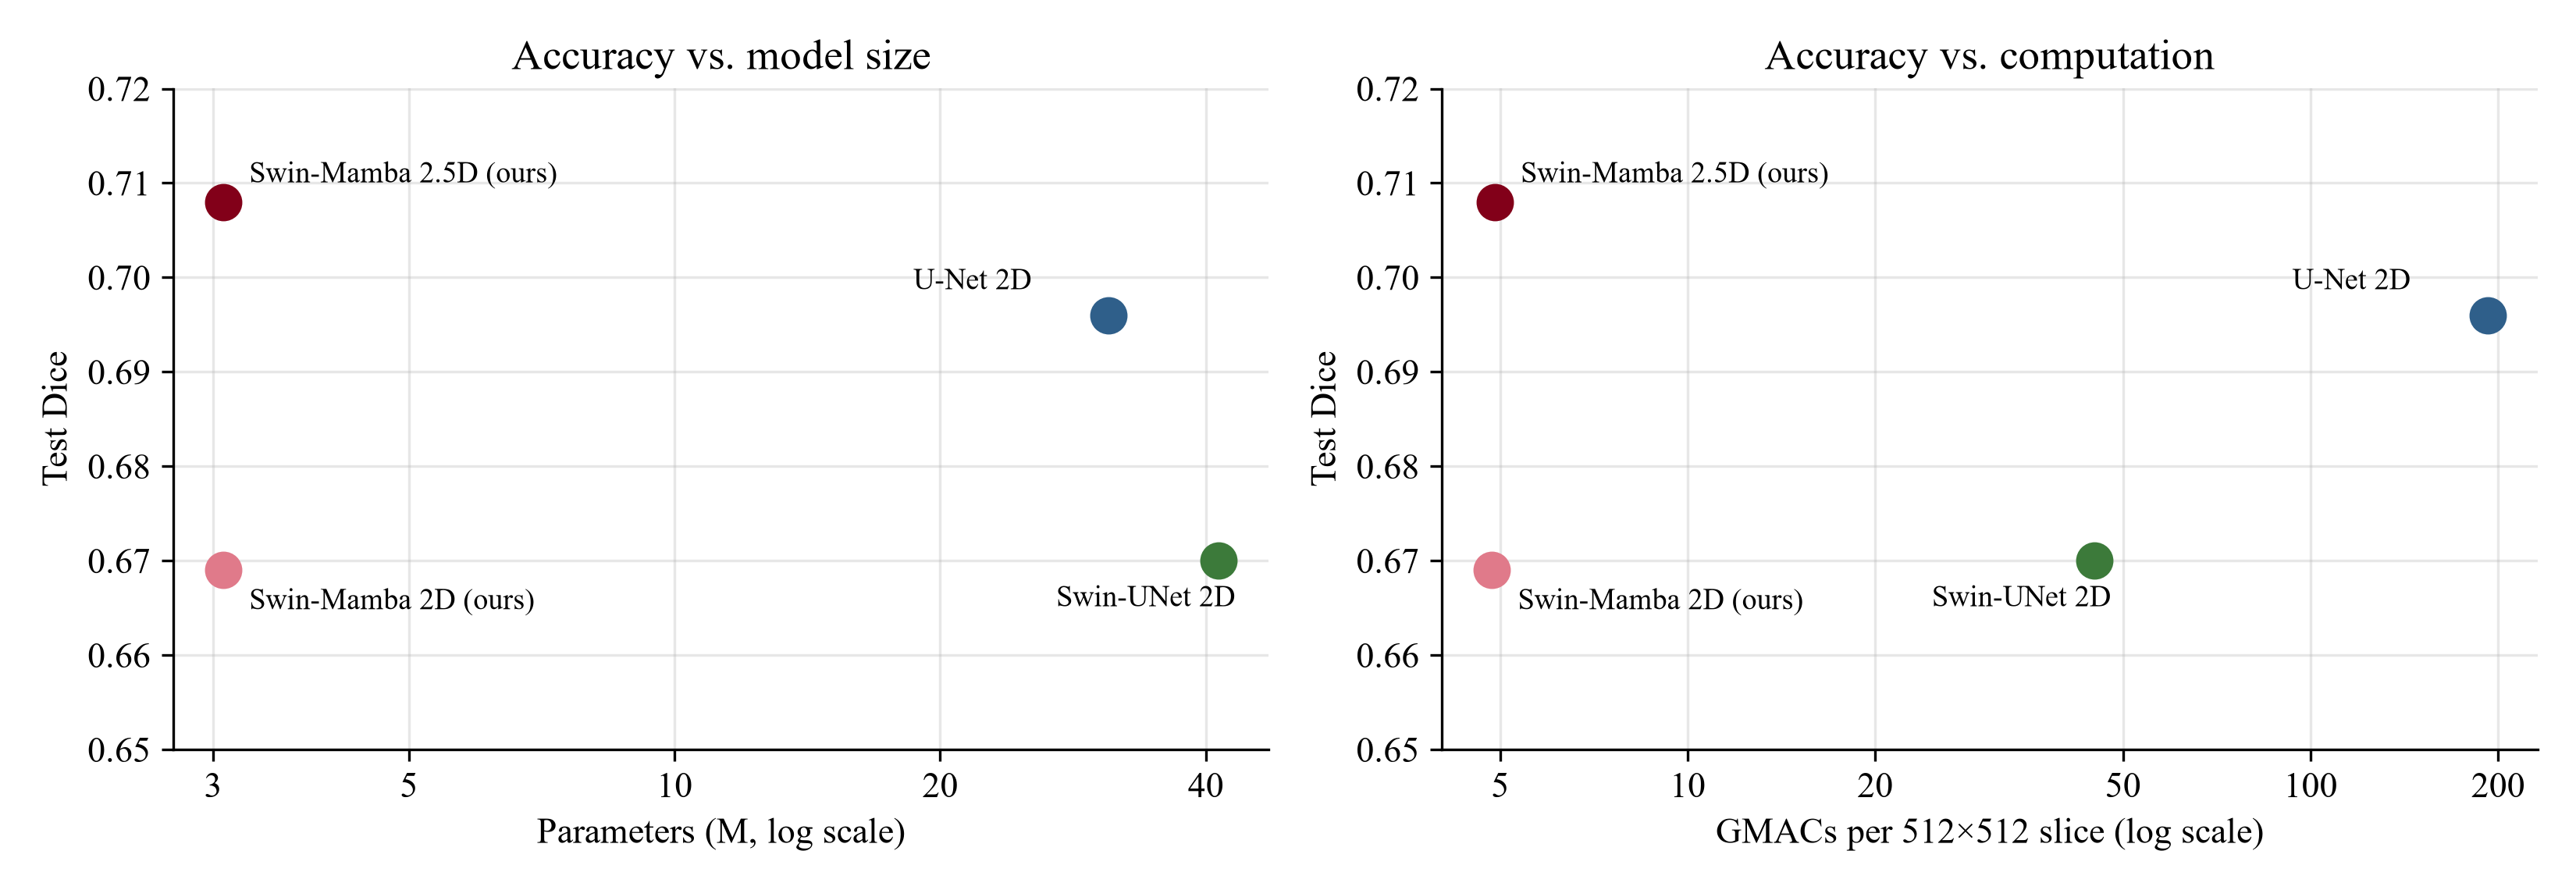 Accuracy vs. model size
0.72
0.71
0.70
0.69
0.68
0.67
0.66
0.65
Test Dice
Swin-Mamba 2.5D (ours)
U-Net 2D
Swin-Mamba 2D (ours)
Swin-UNet 2D
3 5 10 20 40
Parameters (M, log scale)
Accuracy vs. computation
0.72
0.71
0.70
0.69
0.68
0.67
0.66
0.65
Test Dice
Swin-Mamba 2.5D (ours)
U-Net 2D
Swin-Mamba 2D (ours)
Swin-UNet 2D
5 10 20 50 100 200
GMACs per 512×512 slice (log scale)